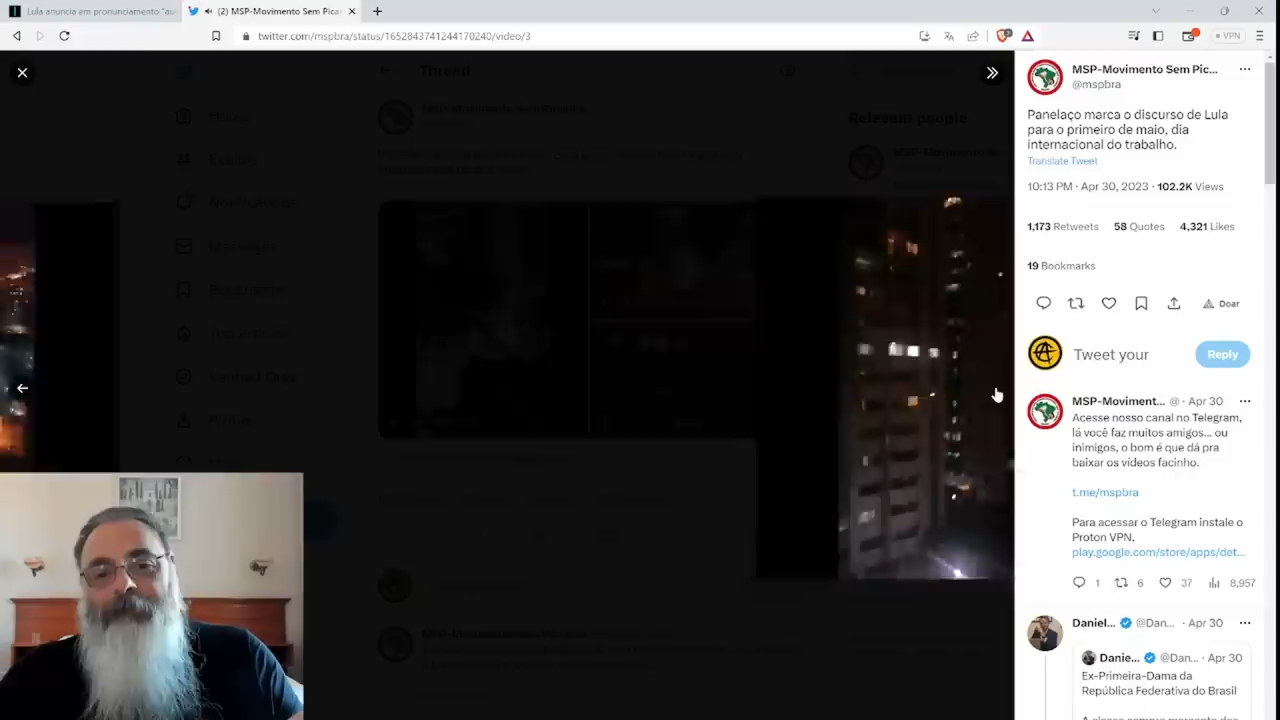 Lula anuncia em pronunciamento "au
(2) MSP-Movimento Sem Pica
twitter.com/mspbra/status/1652843741244170240/video/3
VPN
Thread
Relevant people
MSP-Movimento Sem Pic...
@mspbra
Panelaço marca o discurso de Lula
para o primeiro de maio, dia
internacional do trabalho.
Translate Tweet
10:13 PM · Apr 30, 2023 · 102.2K Views
1,173 Retweets 58 Quotes 4,321 Likes
19 Bookmarks
Doar
Tweet your
Reply
MSP-Moviment... @ · Apr 30
Acesse nosso canal no Telegram,
lá você faz muitos amigos... ou
inimigos, o bom é que dá pra
baixar os vídeos facinho.
t.me/mspbra
Para acessar o Telegram instale o
Proton VPN.
play.google.com/store/apps/det...
1 6 37 8,957
Daniel... @Dan... · Apr 30
Danie... @Dan... · Apr 30
Ex-Primeira-Dama da
República Federativa do Brasil